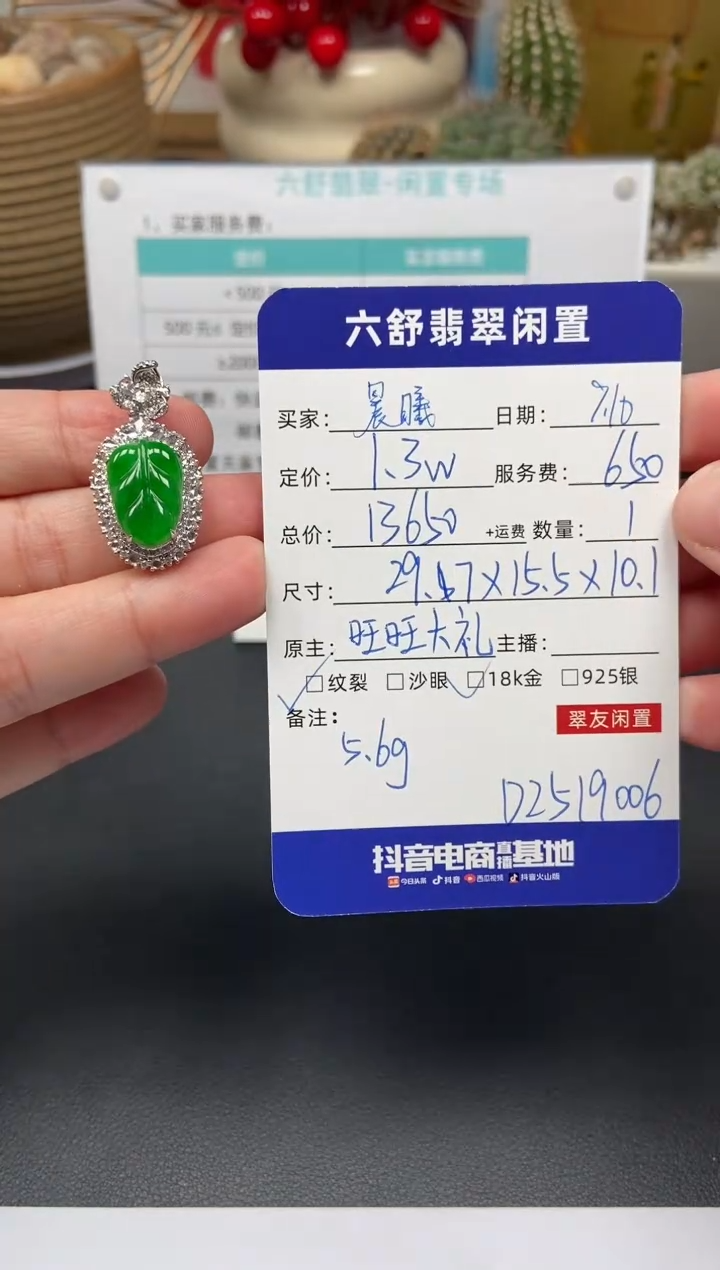 六舒翡翠-闲置专场
1、买家服务费：
六舒翡翠闲置
买家: 晨曦 日期: 7.10
定价: 1.3W 服务费: 650
总价: 13650 +运费 数量: 1
尺寸: 29.47×15.5×10.1
原主: 旺旺大礼 主播:
纹裂 沙眼 18k金 925银
备注:
翠友闲置
5.6g
D2519006
抖音电商直播基地
今日头条 抖音 西瓜视频 抖音火山版